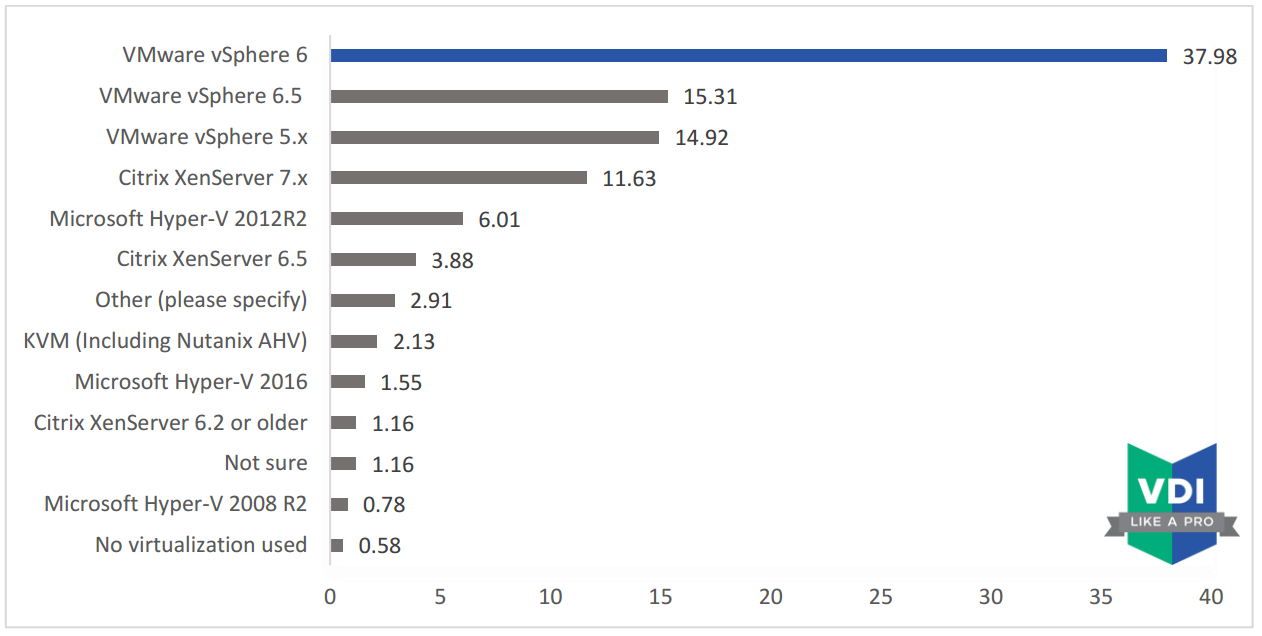 VMware vSphere 6 37.98
VMware vSphere 6.5 15.31
VMware vSphere 5.x 14.92
Citrix XenServer 7.x 11.63
Microsoft Hyper-V 2012R2 6.01
Citrix XenServer 6.5 3.88
Other (please specify) 2.91
KVM (Including Nutanix AHV) 2.13
Microsoft Hyper-V 2016 1.55
Citrix XenServer 6.2 or older 1.16
Not sure 1.16
Microsoft Hyper-V 2008 R2 0.78
No virtualization used 0.58
0 5 10 15 20 25 30 35 40
VDI
LIKE A PRO